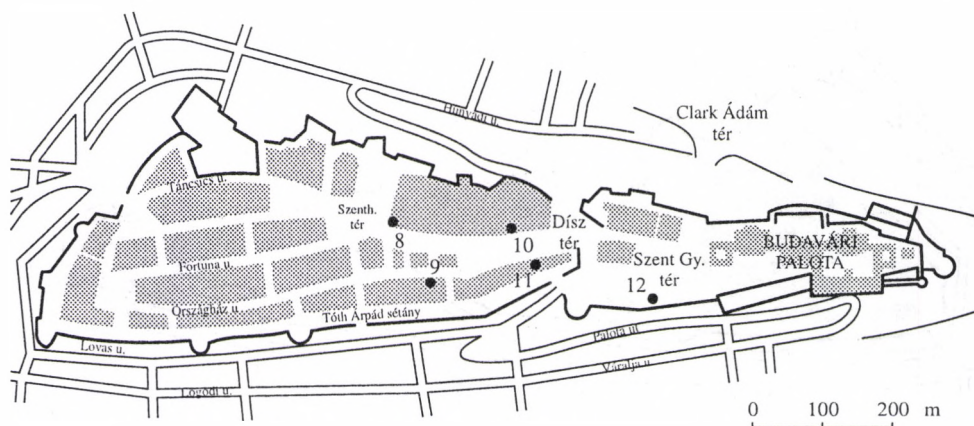 Clark Ádám
tér
Hunyadi u.
Táncsics u.
Szenth.
tér
Dísz
tér
8
10
BUDAVÁRI
PALOTA
Szent Gy.
tér
Fortuna u.
9
11
12
Országház u.
Tóth Árpád sétány
Lovas u.
Palota út
Váralja u.
Logodi u.
0 100 200 m